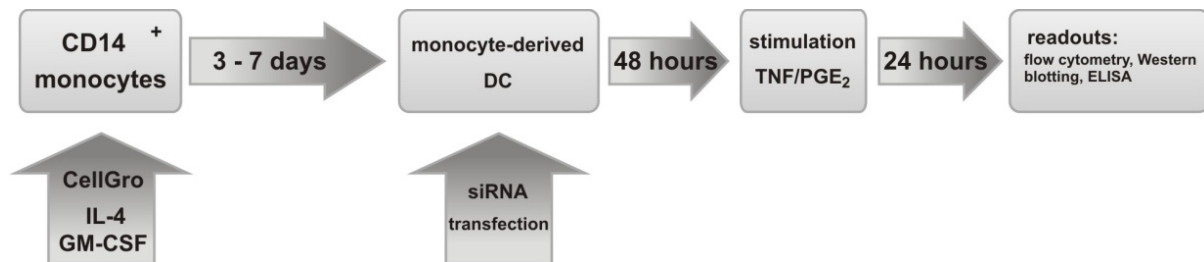 CD14 +
monocytes
3 - 7 days
monocyte-derived
DC
48 hours
stimulation
TNF/PGE₂
24 hours
readouts:
flow cytometry, Western
blotting, ELISA
CellGro
IL-4
GM-CSF
siRNA
transfection